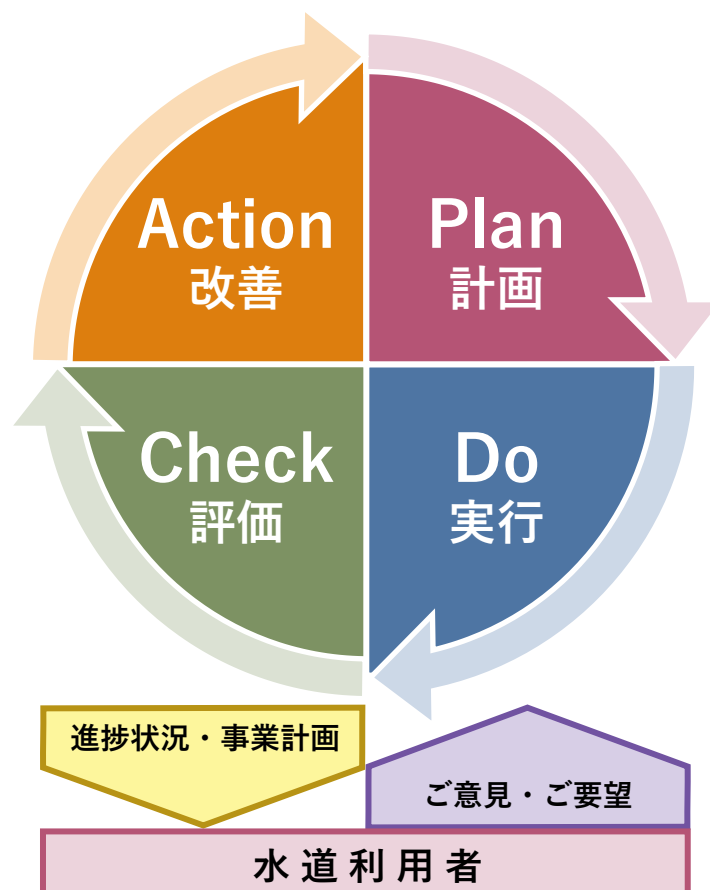 Action
改善
Plan
計画
Check
評価
Do
実行
進捗状況・事業計画
ご意見・ご要望
水道利用者